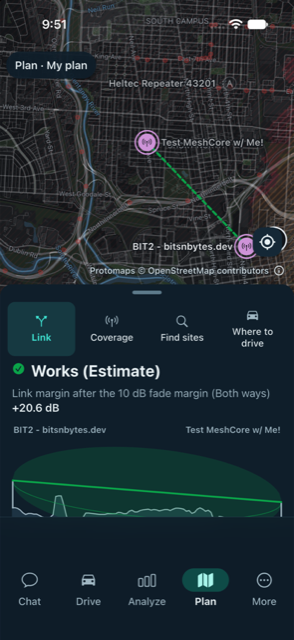 9:51
SOUTH CAMPUS
Plan · My plan
Heltec Repeater 43201
Test MeshCore w/ Me!
BIT2 - bitsnbytes.dev
Protomaps © OpenStreetMap contributors
Link
Coverage
Find sites
Where to
drive
Works (Estimate)
Link margin after the 10 dB fade margin (Both ways)
+20.6 dB
BIT2 - bitsnbytes.dev
Test MeshCore w/ Me!
Chat
Drive
Analyze
Plan
More